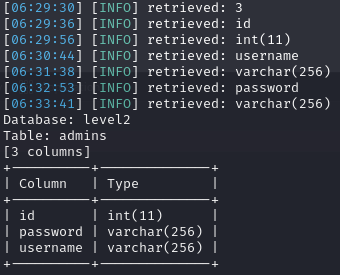 [06:29:30] [INFO] retrieved: 3
[06:29:36] [INFO] retrieved: id
[06:29:56] [INFO] retrieved: int(11)
[06:30:44] [INFO] retrieved: username
[06:31:38] [INFO] retrieved: varchar(256)
[06:32:53] [INFO] retrieved: password
[06:33:41] [INFO] retrieved: varchar(256)
Database: level2
Table: admins
[3 columns]
+----------+--------------+
| Column   | Type         |
+----------+--------------+
| id       | int(11)      |
| password | varchar(256) |
| username | varchar(256) |
+----------+--------------+